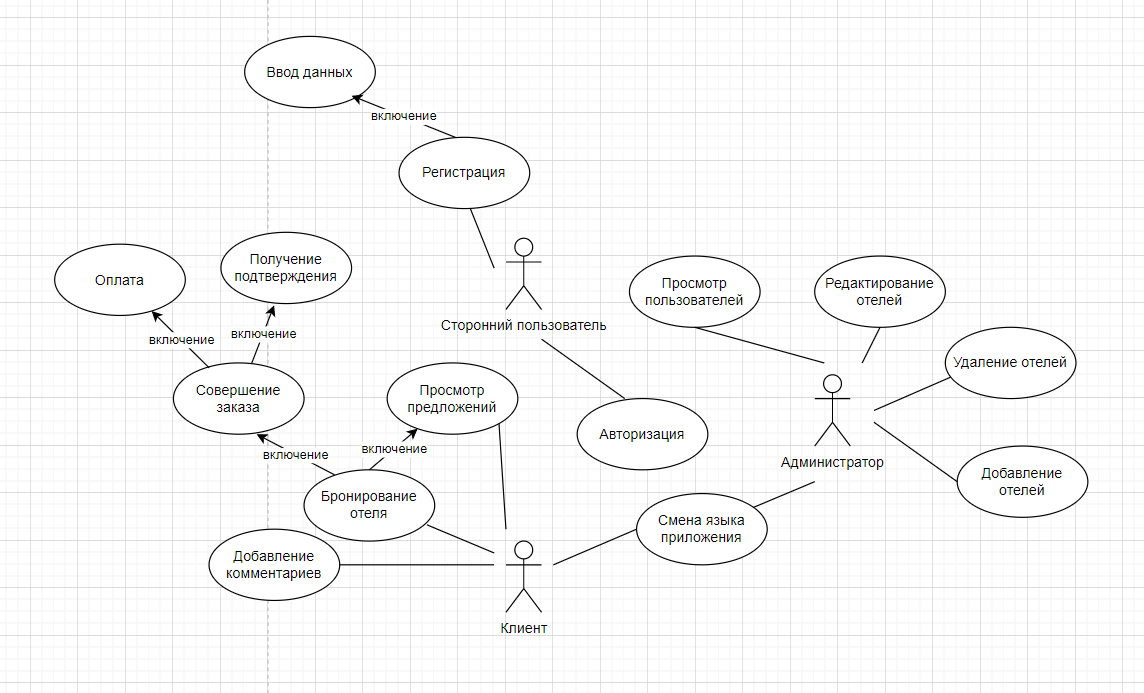 Ввод данных
включение
Регистрация
Получение
подтверждения
Оплата
включение
включение
Сторонний пользователь
Просмотр
пользователей
Редактирование
отелей
Удаление отелей
Совершение
заказа
Просмотр
предложений
Авторизация
включение
включение
Администратор
Добавление
отелей
Бронирование
отеля
Смена языка
приложения
Добавление
комментариев
Клиент